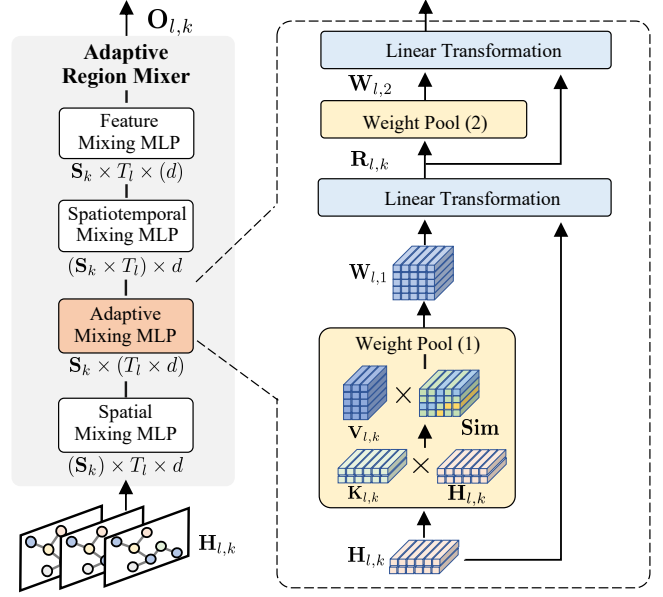 O_{l,k}
Adaptive
Region Mixer
Feature
Mixing MLP
S_k × T_l × (d)
Spatiotemporal
Mixing MLP
(S_k × T_l) × d
Adaptive
Mixing MLP
S_k × (T_l × d)
Spatial
Mixing MLP
(S_k) × T_l × d
H_{l,k}
Linear Transformation
W_{l,2}
Weight Pool (2)
R_{l,k}
Linear Transformation
W_{l,1}
Weight Pool (1)
×
V_{l,k}
Sim
×
K_{l,k}
H_{l,k}
H_{l,k}